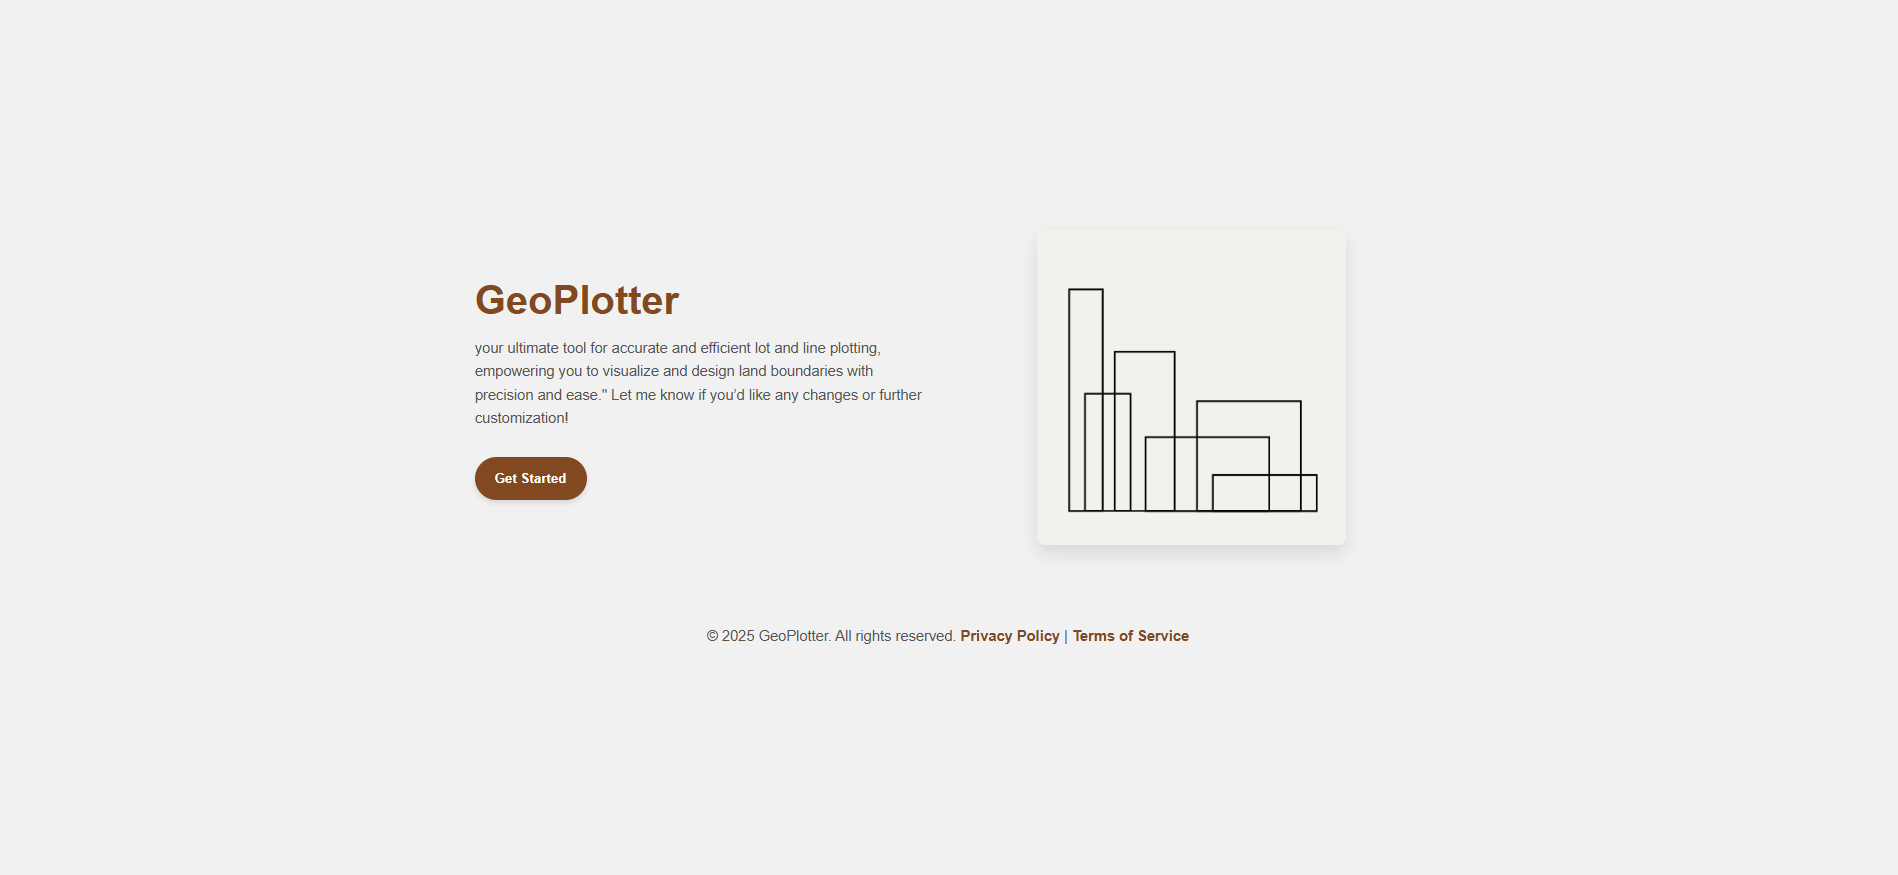 GeoPlotter
your ultimate tool for accurate and efficient lot and line plotting,
empowering you to visualize and design land boundaries with
precision and ease." Let me know if you’d like any changes or further
customization!
Get Started
© 2025 GeoPlotter. All rights reserved. Privacy Policy | Terms of Service